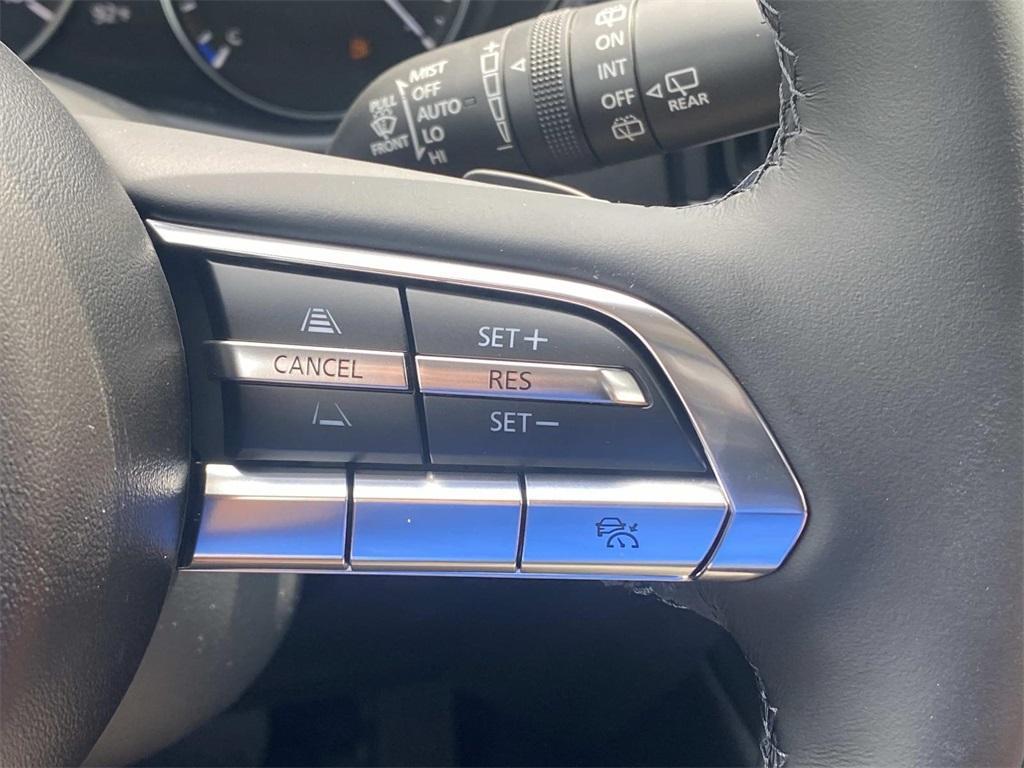 C
MIST
OFF
AUTO
LO
HI
PULL
FRONT
ON
INT
OFF
REAR
CANCEL
SET+
RES
SET-